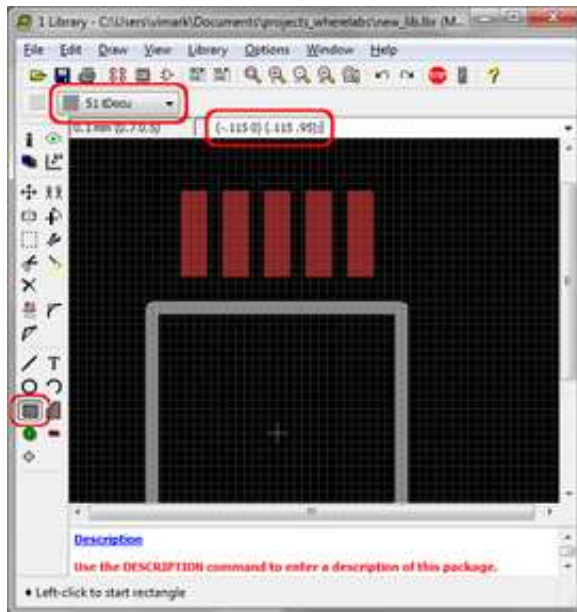 1 Library - C:\Users\vimark\Documents\projects_wherelabs\new_lib.lbr (M...
File Edit Draw View Library Options Window Help
51 tDocu
(-.115 0) (.115 .95);
Description
Use the DESCRIPTION command to enter a description of this package.
Left-click to start rectangle